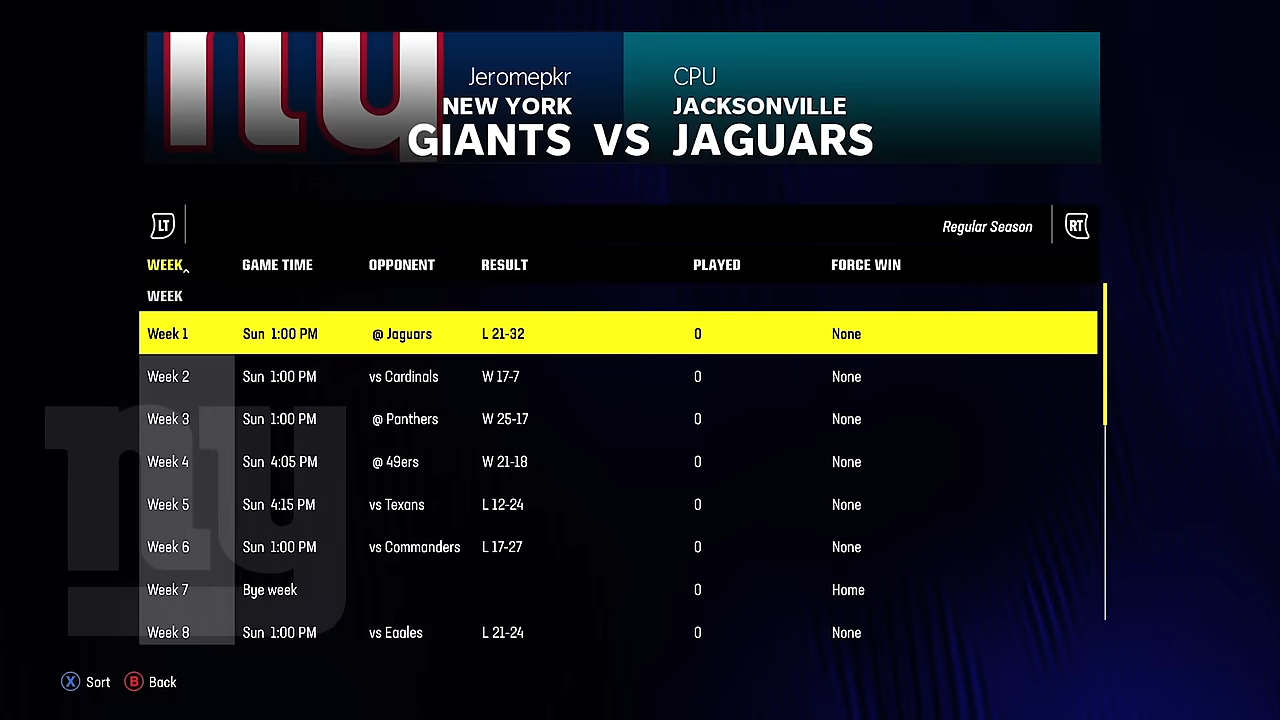 ny
Jeromepkr CPU
NEW YORK JACKSONVILLE
GIANTS VS JAGUARS
LT Regular Season RT
WEEK GAME TIME OPPONENT RESULT PLAYED FORCE WIN
WEEK
Week 1 Sun 1:00 PM @ Jaguars L 21-32 0 None
Week 2 Sun 1:00 PM vs Cardinals W 17-7 0 None
Week 3 Sun 1:00 PM @ Panthers W 25-17 0 None
Week 4 Sun 4:05 PM @ 49ers W 21-18 0 None
Week 5 Sun 4:15 PM vs Texans L 12-24 0 None
Week 6 Sun 1:00 PM vs Commanders L 17-27 0 None
Week 7 Bye week 0 Home
Week 8 Sun 1:00 PM vs Eagles L 21-24 0 None
ny
X Sort B Back